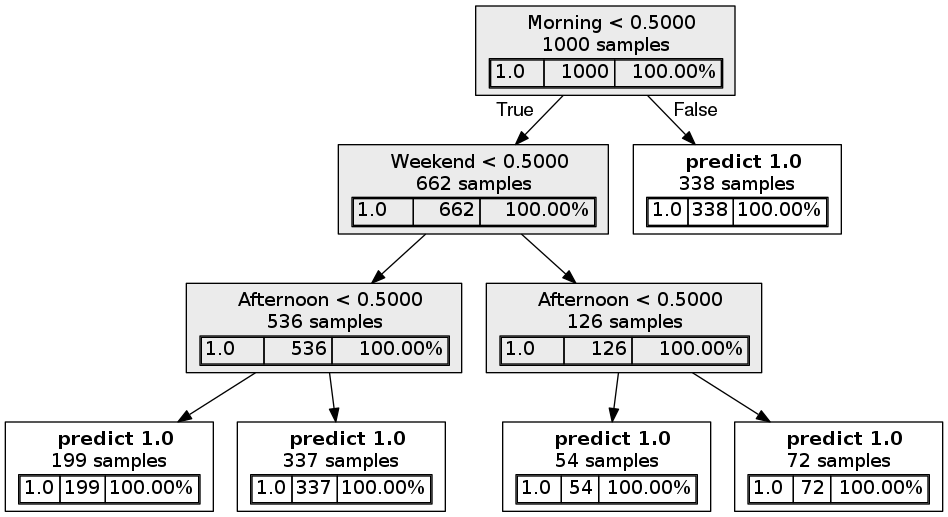 Morning < 0.5000
1000 samples
1.0 1000 100.00%
True False
Weekend < 0.5000
662 samples
1.0 662 100.00%
predict 1.0
338 samples
1.0 338 100.00%
Afternoon < 0.5000
536 samples
1.0 536 100.00%
Afternoon < 0.5000
126 samples
1.0 126 100.00%
predict 1.0
199 samples
1.0 199 100.00%
predict 1.0
337 samples
1.0 337 100.00%
predict 1.0
54 samples
1.0 54 100.00%
predict 1.0
72 samples
1.0 72 100.00%